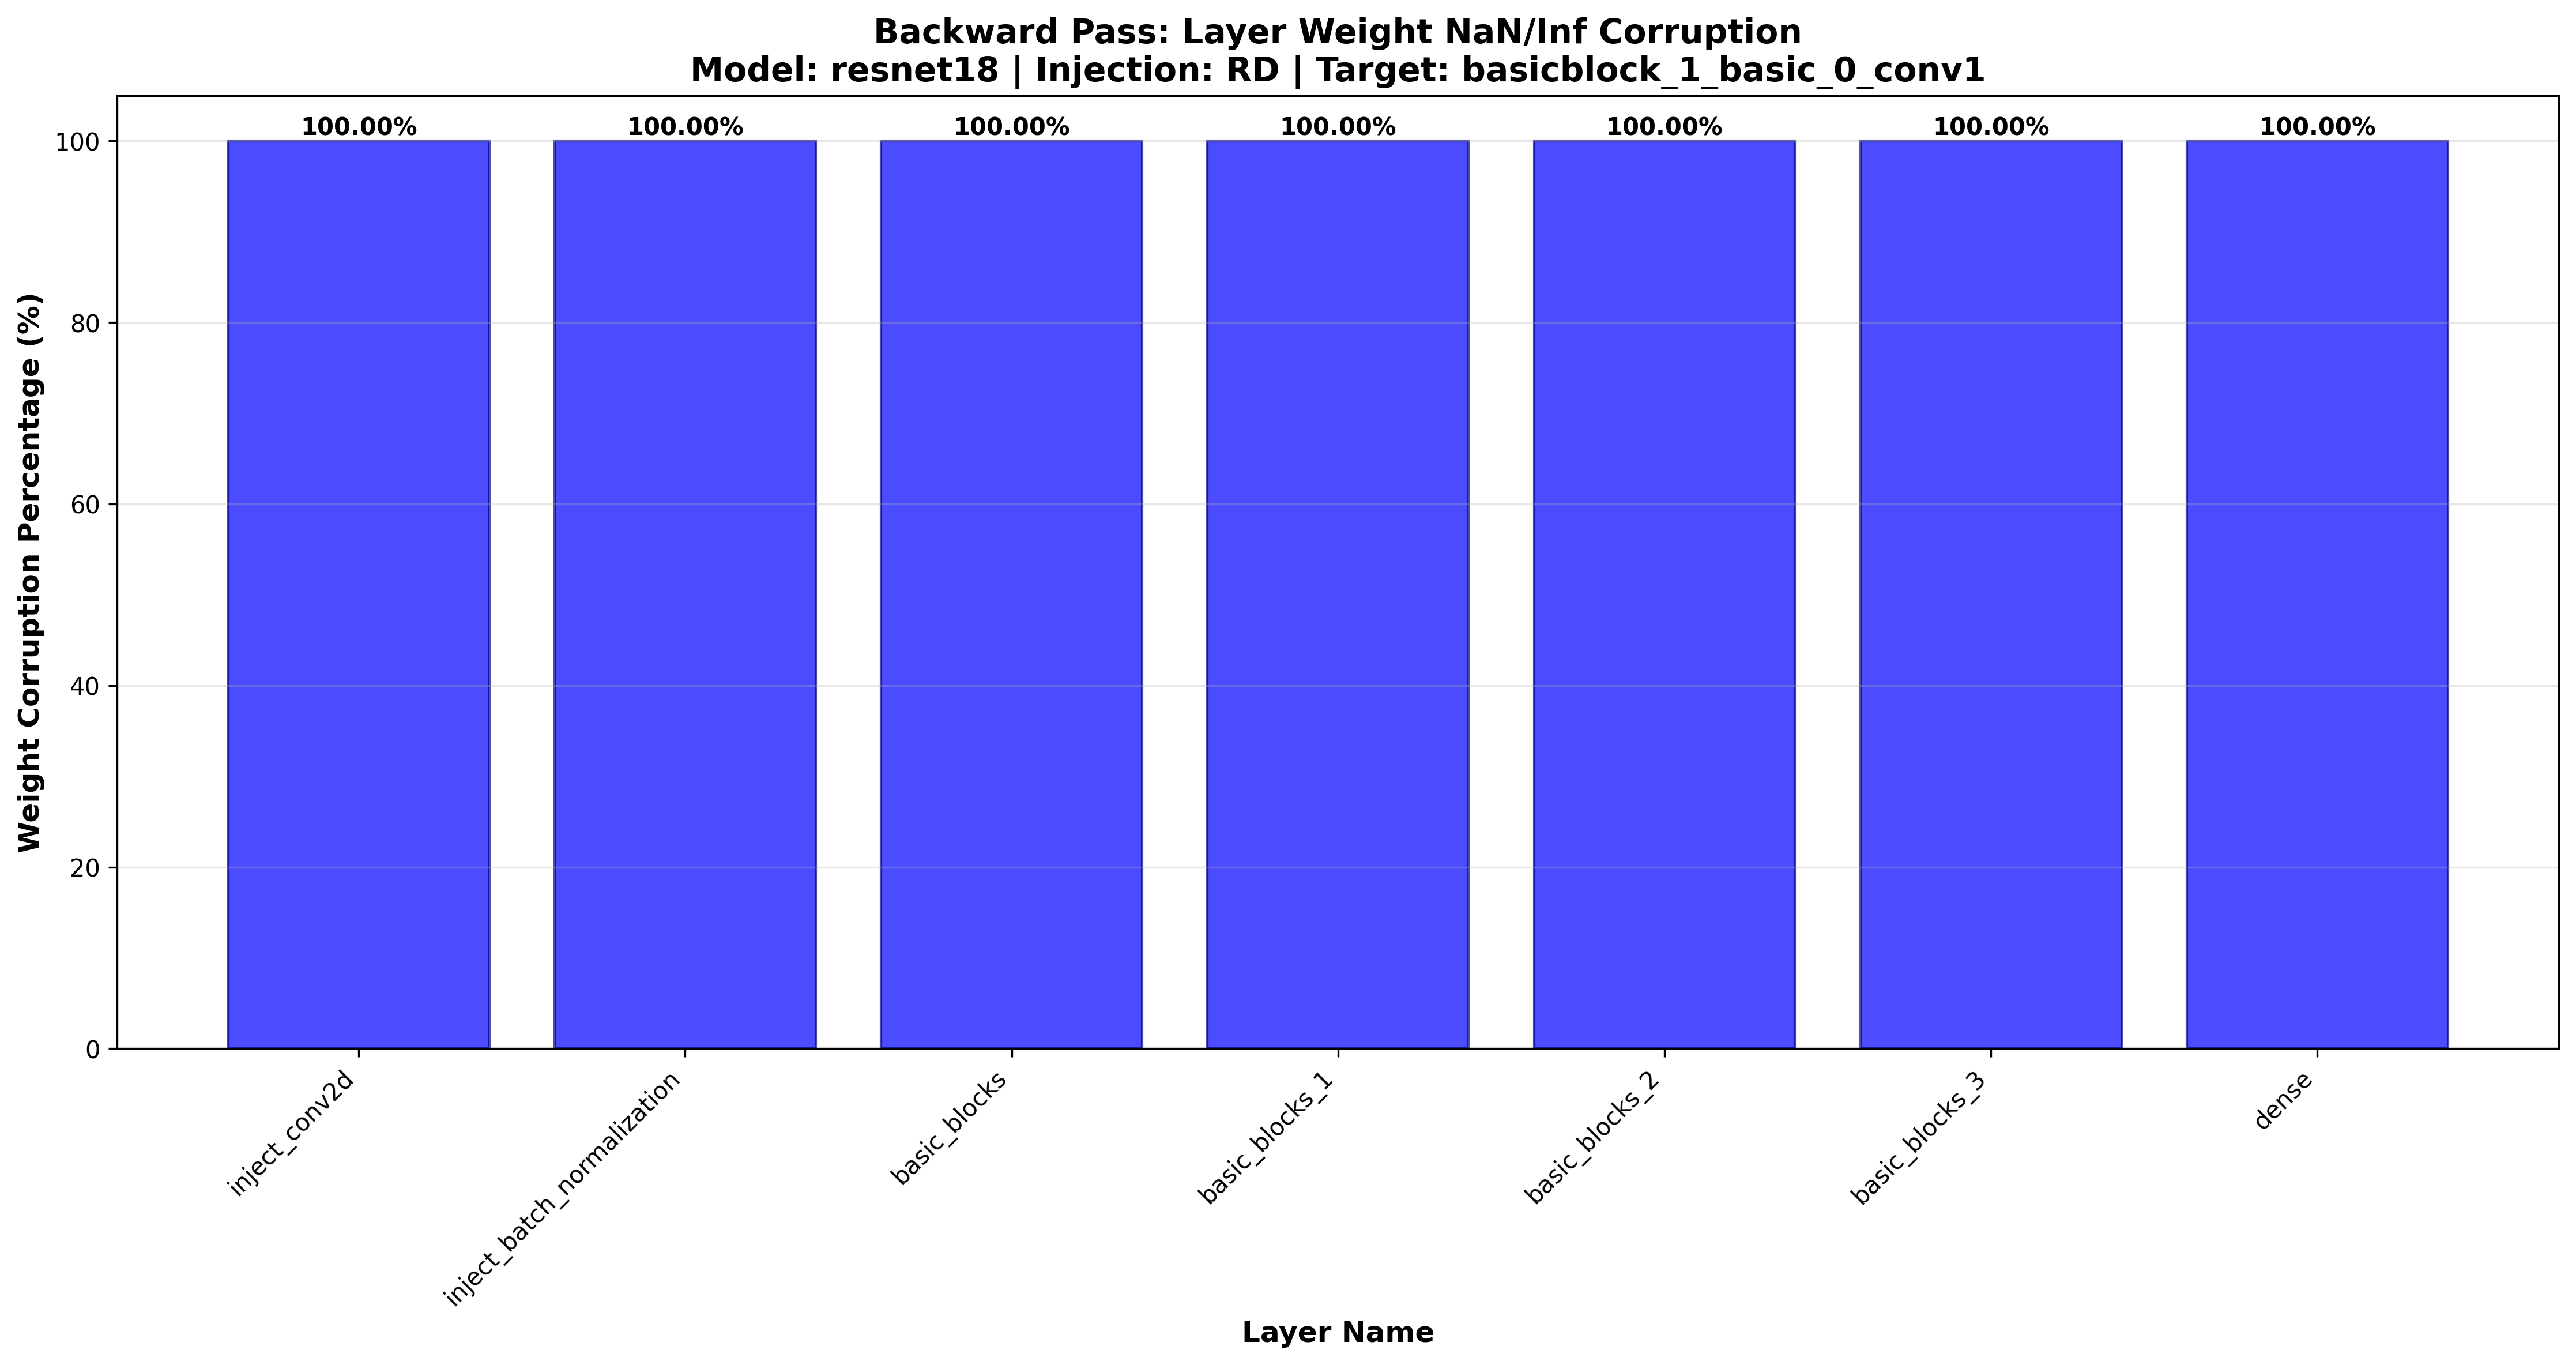 Backward Pass: Layer Weight NaN/Inf Corruption
Model: resnet18 | Injection: RD | Target: basicblock_1_basic_0_conv1
Weight Corruption Percentage (%)
100
80
60
40
20
0
100.00% 100.00% 100.00% 100.00% 100.00% 100.00% 100.00%
inject_conv2d
inject_batch_normalization
basic_blocks
basic_blocks_1
basic_blocks_2
basic_blocks_3
dense
Layer Name